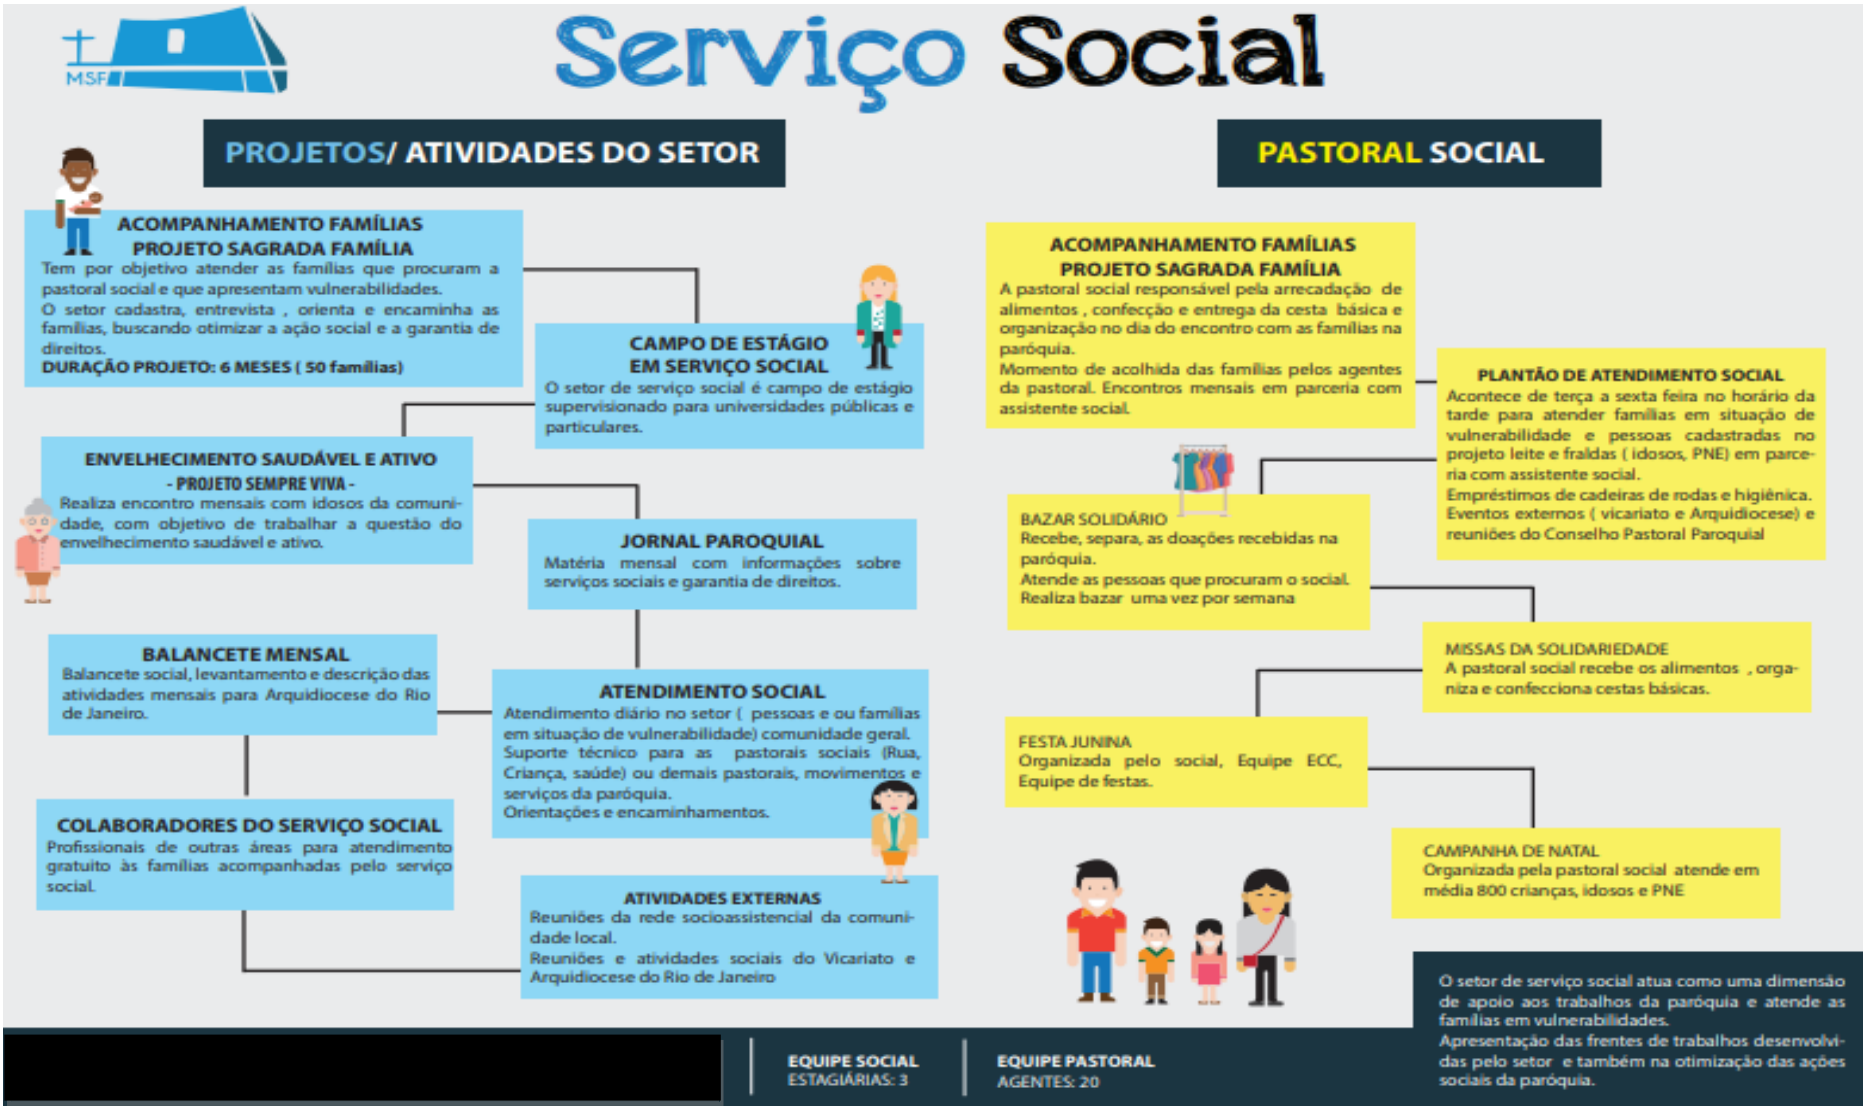 MSF
Serviço Social
PROJETOS/ ATIVIDADES DO SETOR
ACOMPANHAMENTO FAMÍLIAS
PROJETO SAGRADA FAMÍLIA
Tem por objetivo atender as famílias que procuram a
pastoral social e que apresentam vulnerabilidades.
O setor cadastra, entrevista , orienta e encaminha as
famílias, buscando otimizar a ação social e a garantia de
direitos.
DURAÇÃO PROJETO: 6 MESES ( 50 famílias)
CAMPO DE ESTÁGIO
EM SERVIÇO SOCIAL
O setor de serviço social é campo de estágio
supervisionado para universidades públicas e
particulares.
ENVELHECIMENTO SAUDÁVEL E ATIVO
- PROJETO SEMPRE VIVA -
Realiza encontro mensais com idosos da comuni-
dade, com objetivo de trabalhar a questão do
envelhecimento saudável e ativo.
JORNAL PAROQUIAL
Matéria mensal com informações sobre
serviços sociais e garantia de direitos.
BALANCETE MENSAL
Balancete social, levantamento e descrição das
atividades mensais para Arquidiocese do Rio
de Janeiro.
ATENDIMENTO SOCIAL
Atendimento diário no setor ( pessoas e ou famílias
em situação de vulnerabilidade) comunidade geral.
Suporte técnico para as pastorais sociais (Rua,
Criança, saúde) ou demais pastorais, movimentos e
serviços da paróquia.
Orientações e encaminhamentos.
COLABORADORES DO SERVIÇO SOCIAL
Profissionais de outras áreas para atendimento
gratuito às famílias acompanhadas pelo serviço
social.
ATIVIDADES EXTERNAS
Reuniões da rede socioassistencial da comuni-
dade local.
Reuniões e atividades sociais do Vicariato e
Arquidiocese do Rio de Janeiro
PASTORAL SOCIAL
ACOMPANHAMENTO FAMÍLIAS
PROJETO SAGRADA FAMÍLIA
A pastoral social responsável pela arrecadação de
alimentos , confecção e entrega da cesta básica e
organização no dia do encontro com as famílias na
paróquia.
Momento de acolhida das famílias pelos agentes
da pastoral. Encontros mensais em parceria com
assistente social.
PLANTÃO DE ATENDIMENTO SOCIAL
Acontece de terça a sexta feira no horário da
tarde para atender famílias em situação de
vulnerabilidade e pessoas cadastradas no
projeto leite e fraldas ( idosos, PNE) em parce-
ria com assistente social.
Empréstimos de cadeiras de rodas e higiênica.
Eventos externos ( vicariato e Arquidiocese) e
reuniões do Conselho Pastoral Paroquial
BAZAR SOLIDÁRIO
Recebe, separa, as doações recebidas na
paróquia.
Atende as pessoas que procuram o social.
Realiza bazar uma vez por semana
MISSAS DA SOLIDARIEDADE
A pastoral social recebe os alimentos , orga-
niza e confecciona cestas básicas.
FESTA JUNINA
Organizada pelo social, Equipe ECC,
Equipe de festas.
CAMPANHA DE NATAL
Organizada pela pastoral social atende em
média 800 crianças, idosos e PNE
O setor de serviço social atua como uma dimensão
de apoio aos trabalhos da paróquia e atende as
famílias em vulnerabilidades.
Apresentação das frentes de trabalhos desenvolvi-
das pelo setor e também na otimização das ações
sociais da paróquia.
EQUIPE SOCIAL
ESTAGIÁRIAS: 3
EQUIPE PASTORAL
AGENTES: 20